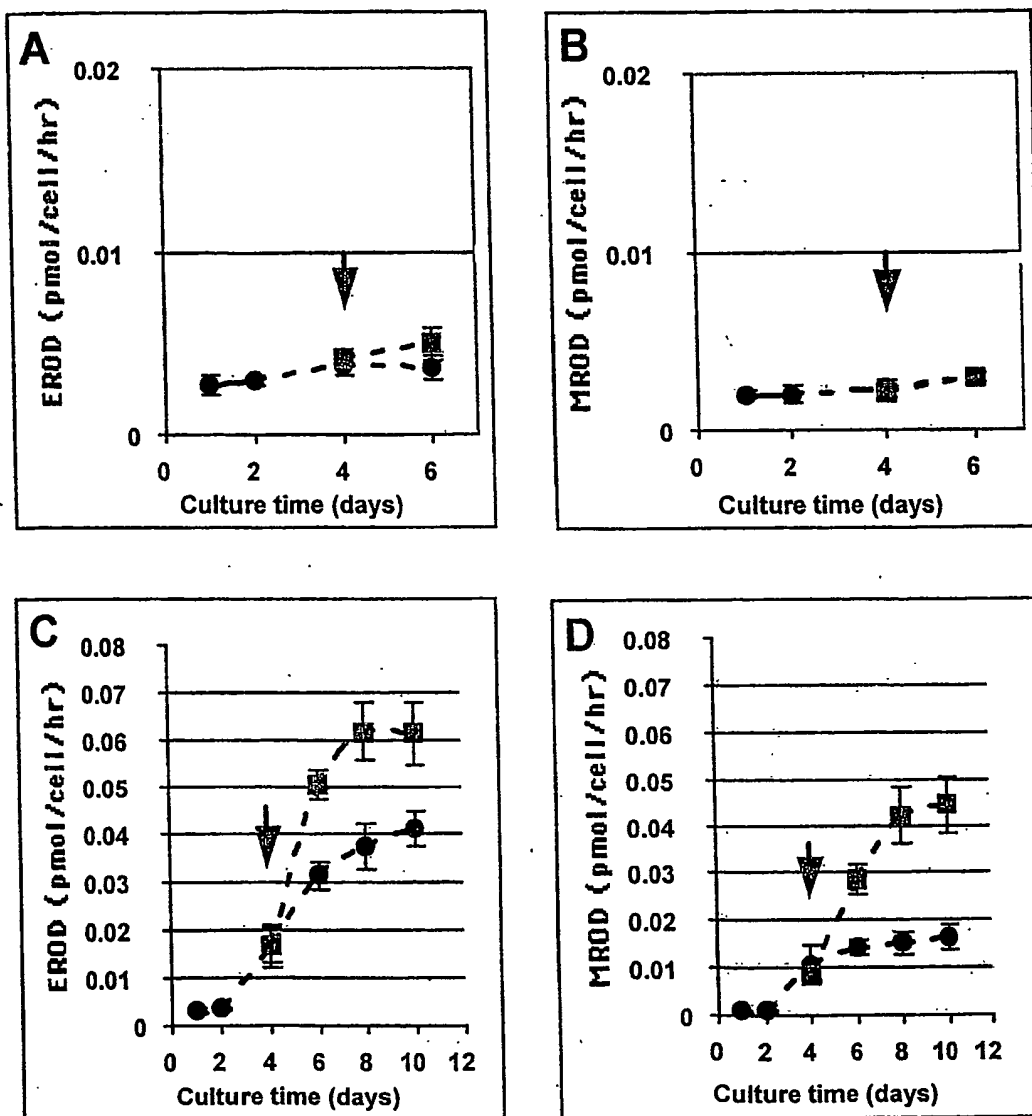 A
EROD (pmol/cell/hr)
0.02
0.01
0
0 2 4 6
Culture time (days)
B
MROD (pmol/cell/hr)
0.02
0.01
0
0 2 4 6
Culture time (days)
C
EROD (pmol/cell/hr)
0.08
0.07
0.06
0.05
0.04
0.03
0.02
0.01
0
0 2 4 6 8 10 12
Culture time (days)
D
MROD (pmol/cell/hr)
0.08
0.07
0.06
0.05
0.04
0.03
0.02
0.01
0
0 2 4 6 8 10 12
Culture time (days)